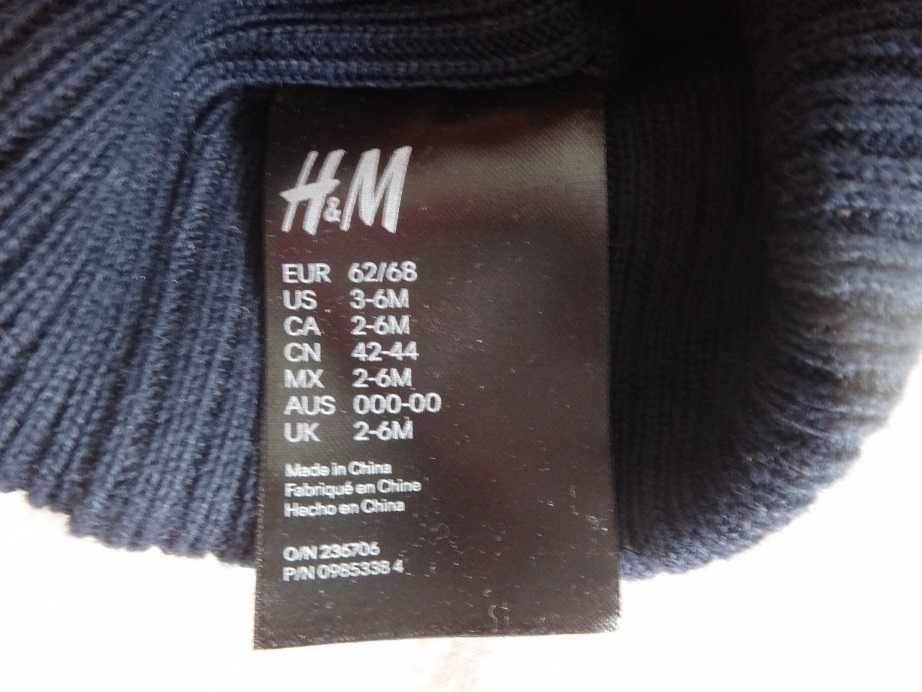 H&M
EUR 62/68
US 3-6M
CA 2-6M
CN 42-44
MX 2-6M
AUS 000-00
UK 2-6M
Made in China
Fabriqué en Chine
Hecho en China
O/N 236706
P/N 0985338 4